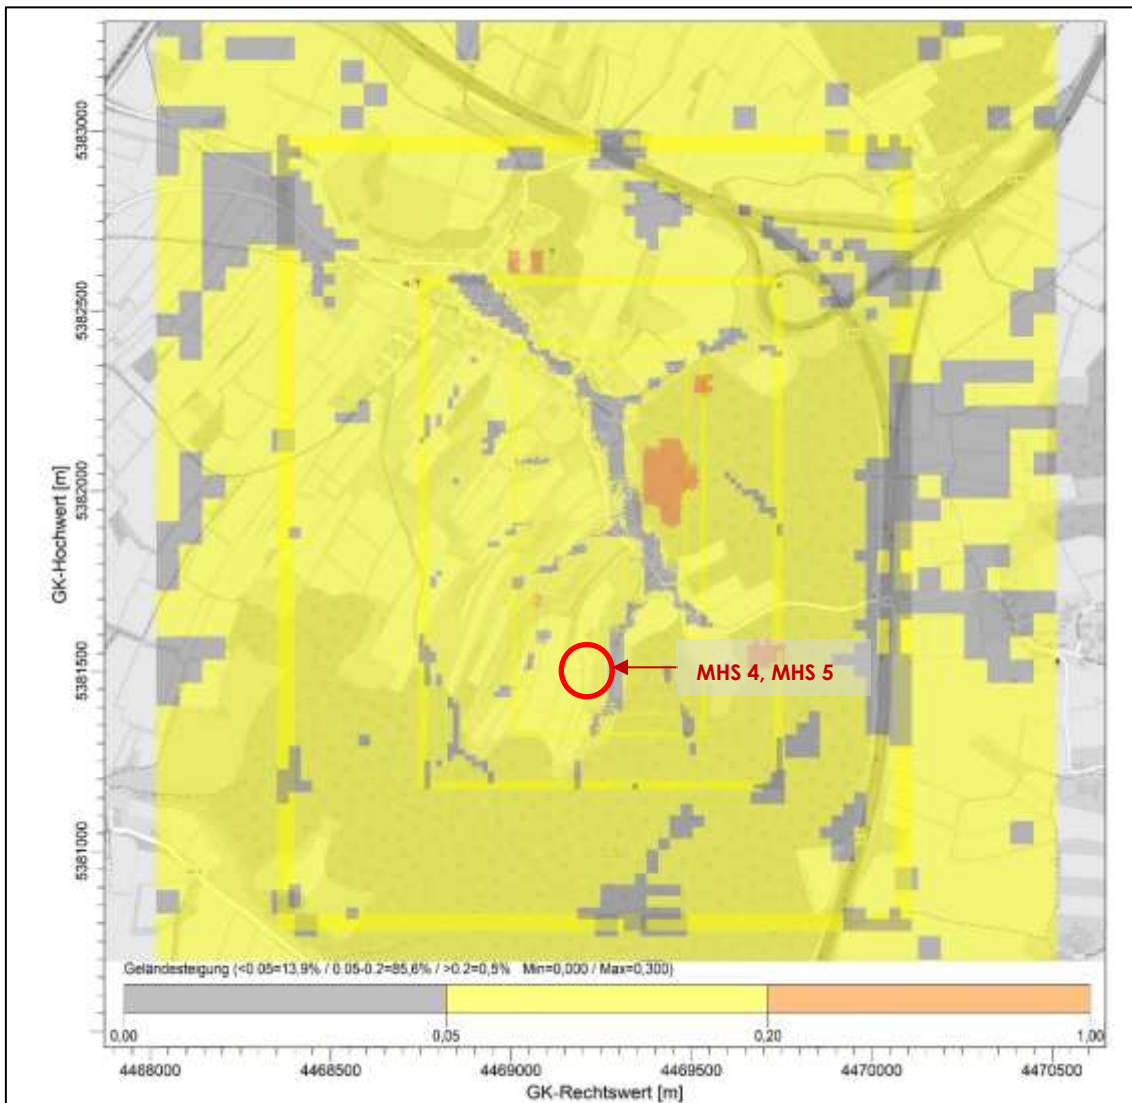 5383000
5382500
5382000
5381500
5381000
GK-Hochwert [m]
MHS 4, MHS 5
Geländesteigung (<0.05=13,9% / 0.05-0.2=85,6% / >0.2=0,5% Min=0,000 / Max=0,300)
0,00 0,05 0,20 1,00
4468000 4468500 4469000 4469500 4470000 4470500
GK-Rechtswert [m]